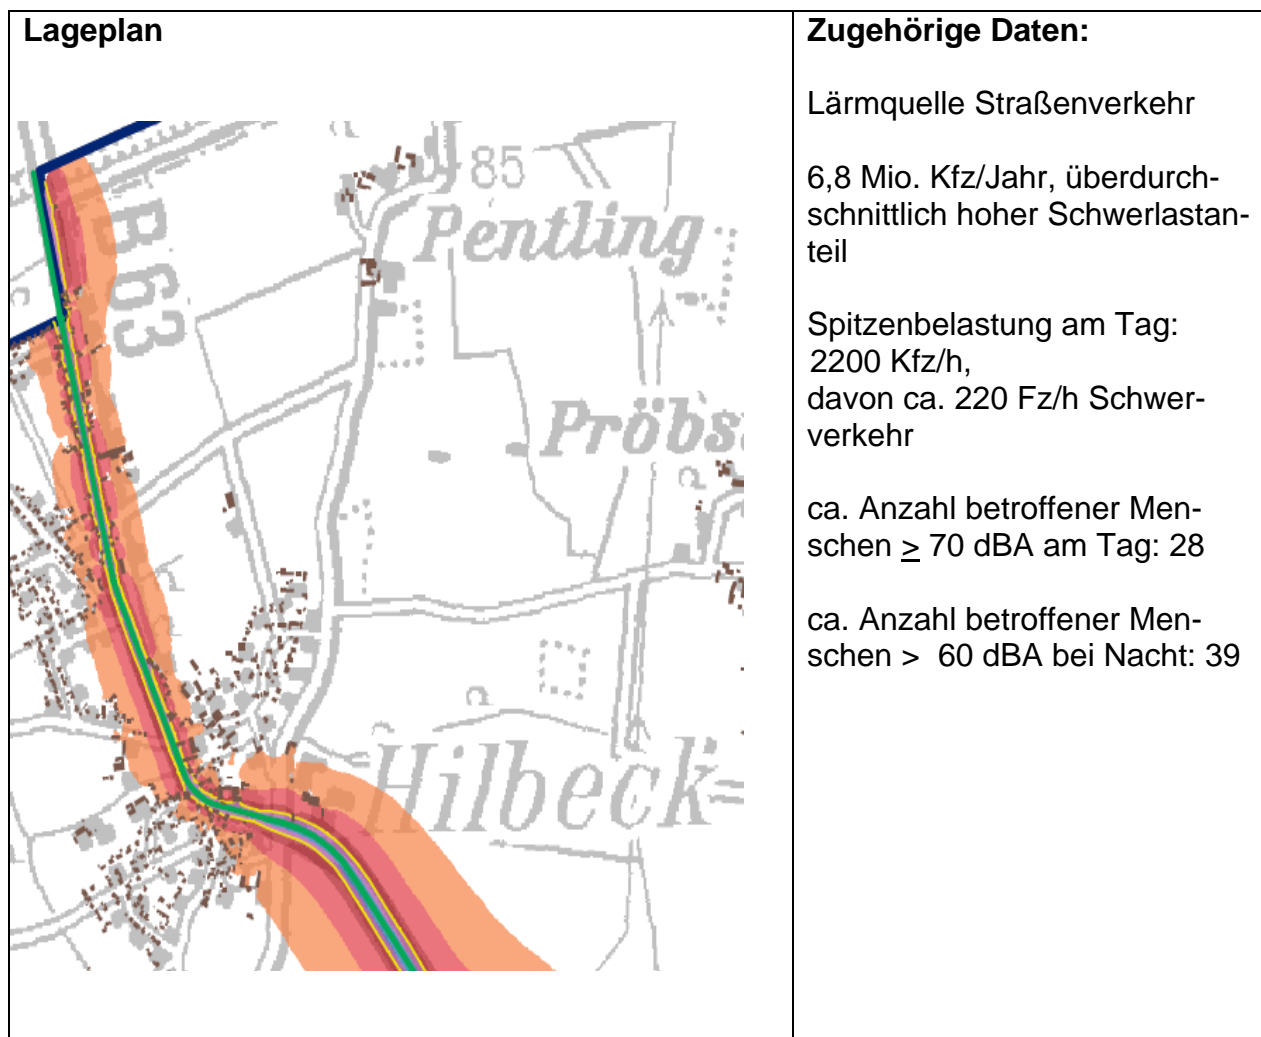 Lageplan
Zugehörige Daten:
Lärmquelle Straßenverkehr
6,8 Mio. Kfz/Jahr, überdurch-
schnittlich hoher Schwerlastan-
teil
Spitzenbelastung am Tag:
2200 Kfz/h,
davon ca. 220 Fz/h Schwer-
verkehr
ca. Anzahl betroffener Men-
schen > 70 dBA am Tag: 28
ca. Anzahl betroffener Men-
schen > 60 dBA bei Nacht: 39
85
Pentling
B 63
Pröbs
Hilbeck